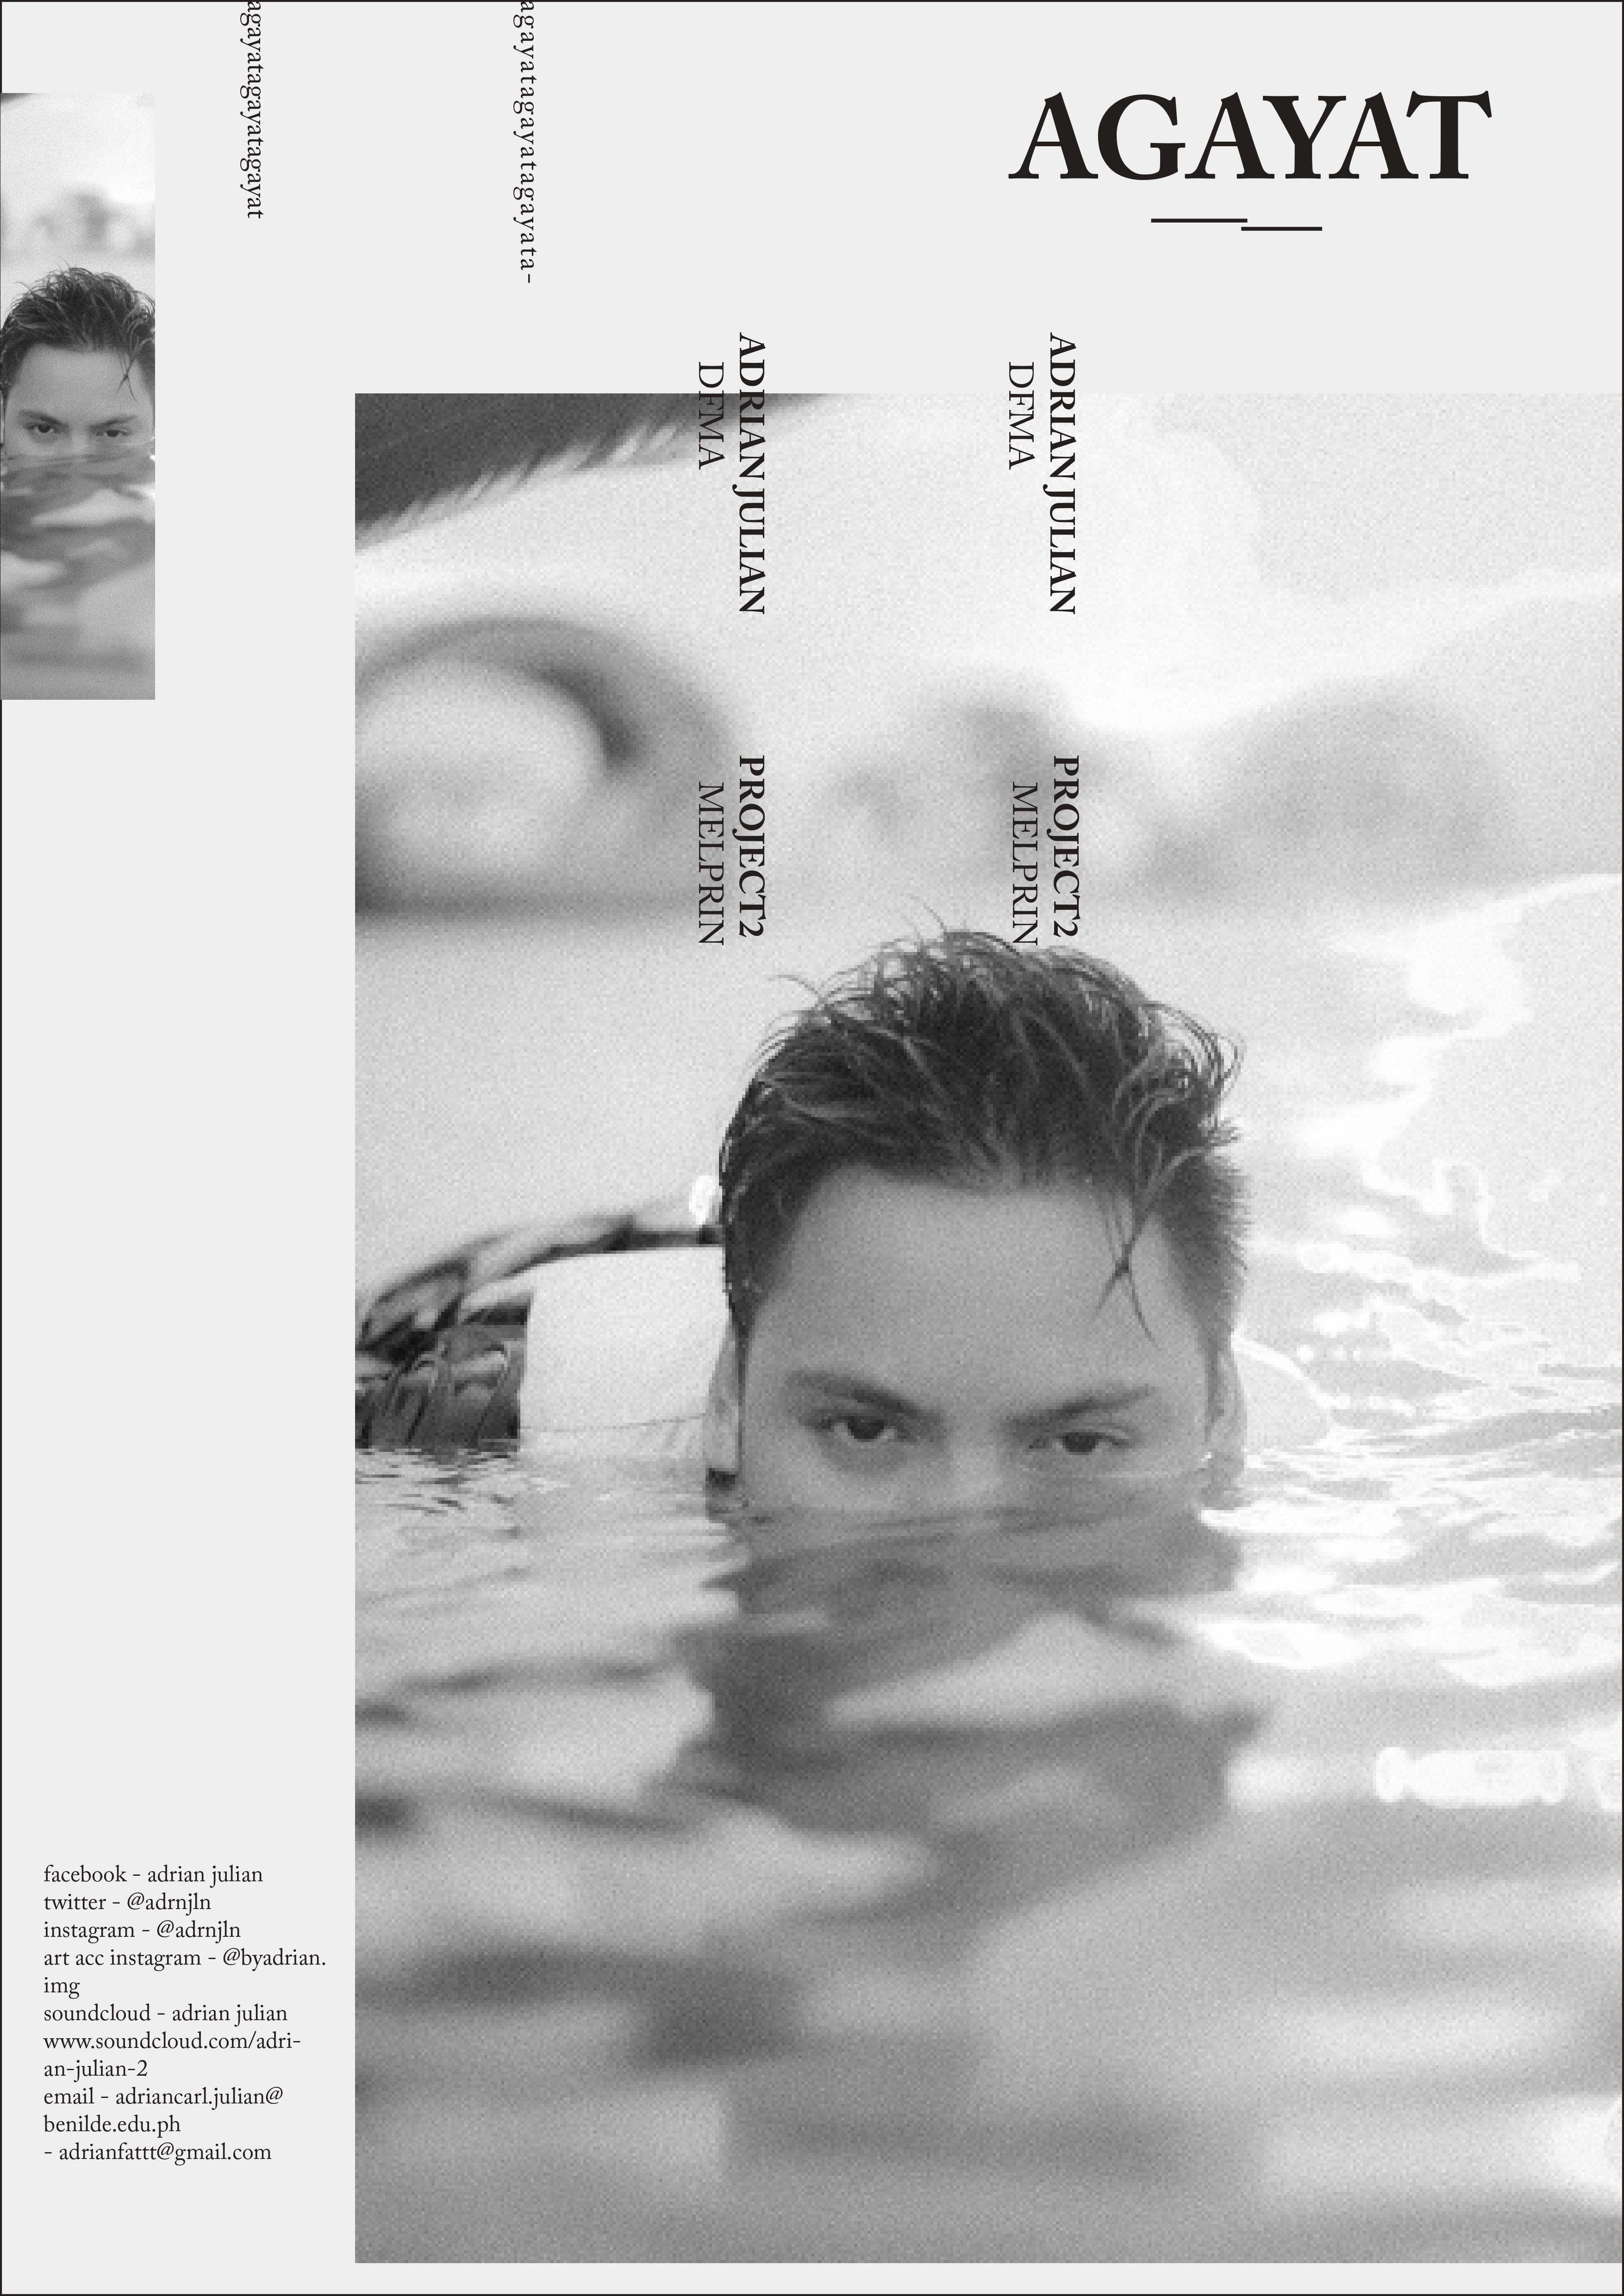 agayatagayatagayat
agayatagayatagayata-
AGAYAT
ADRIAN JULIAN
DFMA
ADRIAN JULIAN
DFMA
PROJECT2
MELPRIN
PROJECT2
MELPRIN
facebook - adrian julian
twitter - @adrnjln
instagram - @adrnjln
art acc instagram - @byadrian.
img
soundcloud - adrian julian
www.soundcloud.com/adri-
an-julian-2
email - adriancarl.julian@
benilde.edu.ph
- adrianfattt@gmail.com